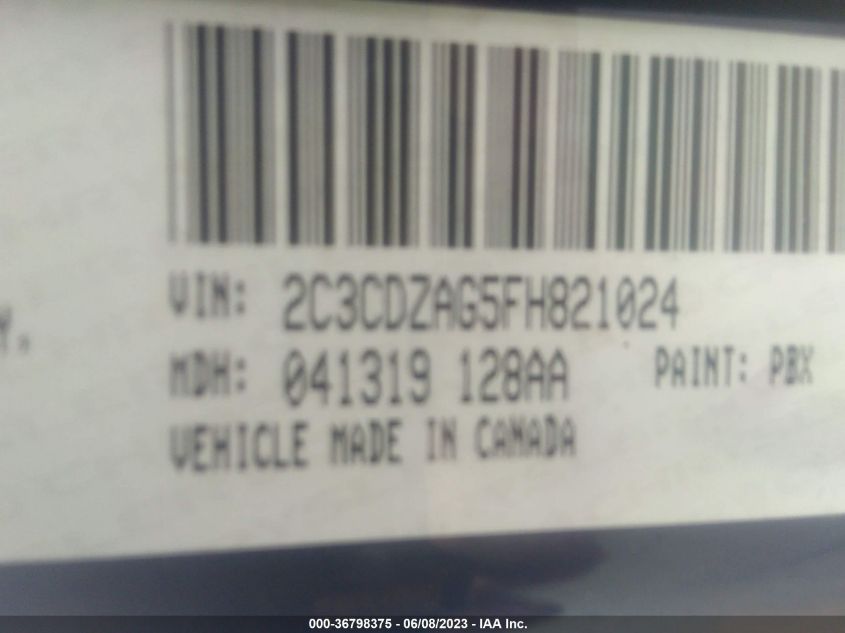 VIN: 2C3CDZAG5FH821024
MDH: 041319 128AA PAINT: PBX
VEHICLE MADE IN CANADA
000-36798375 - 06/08/2023 - IAA Inc.